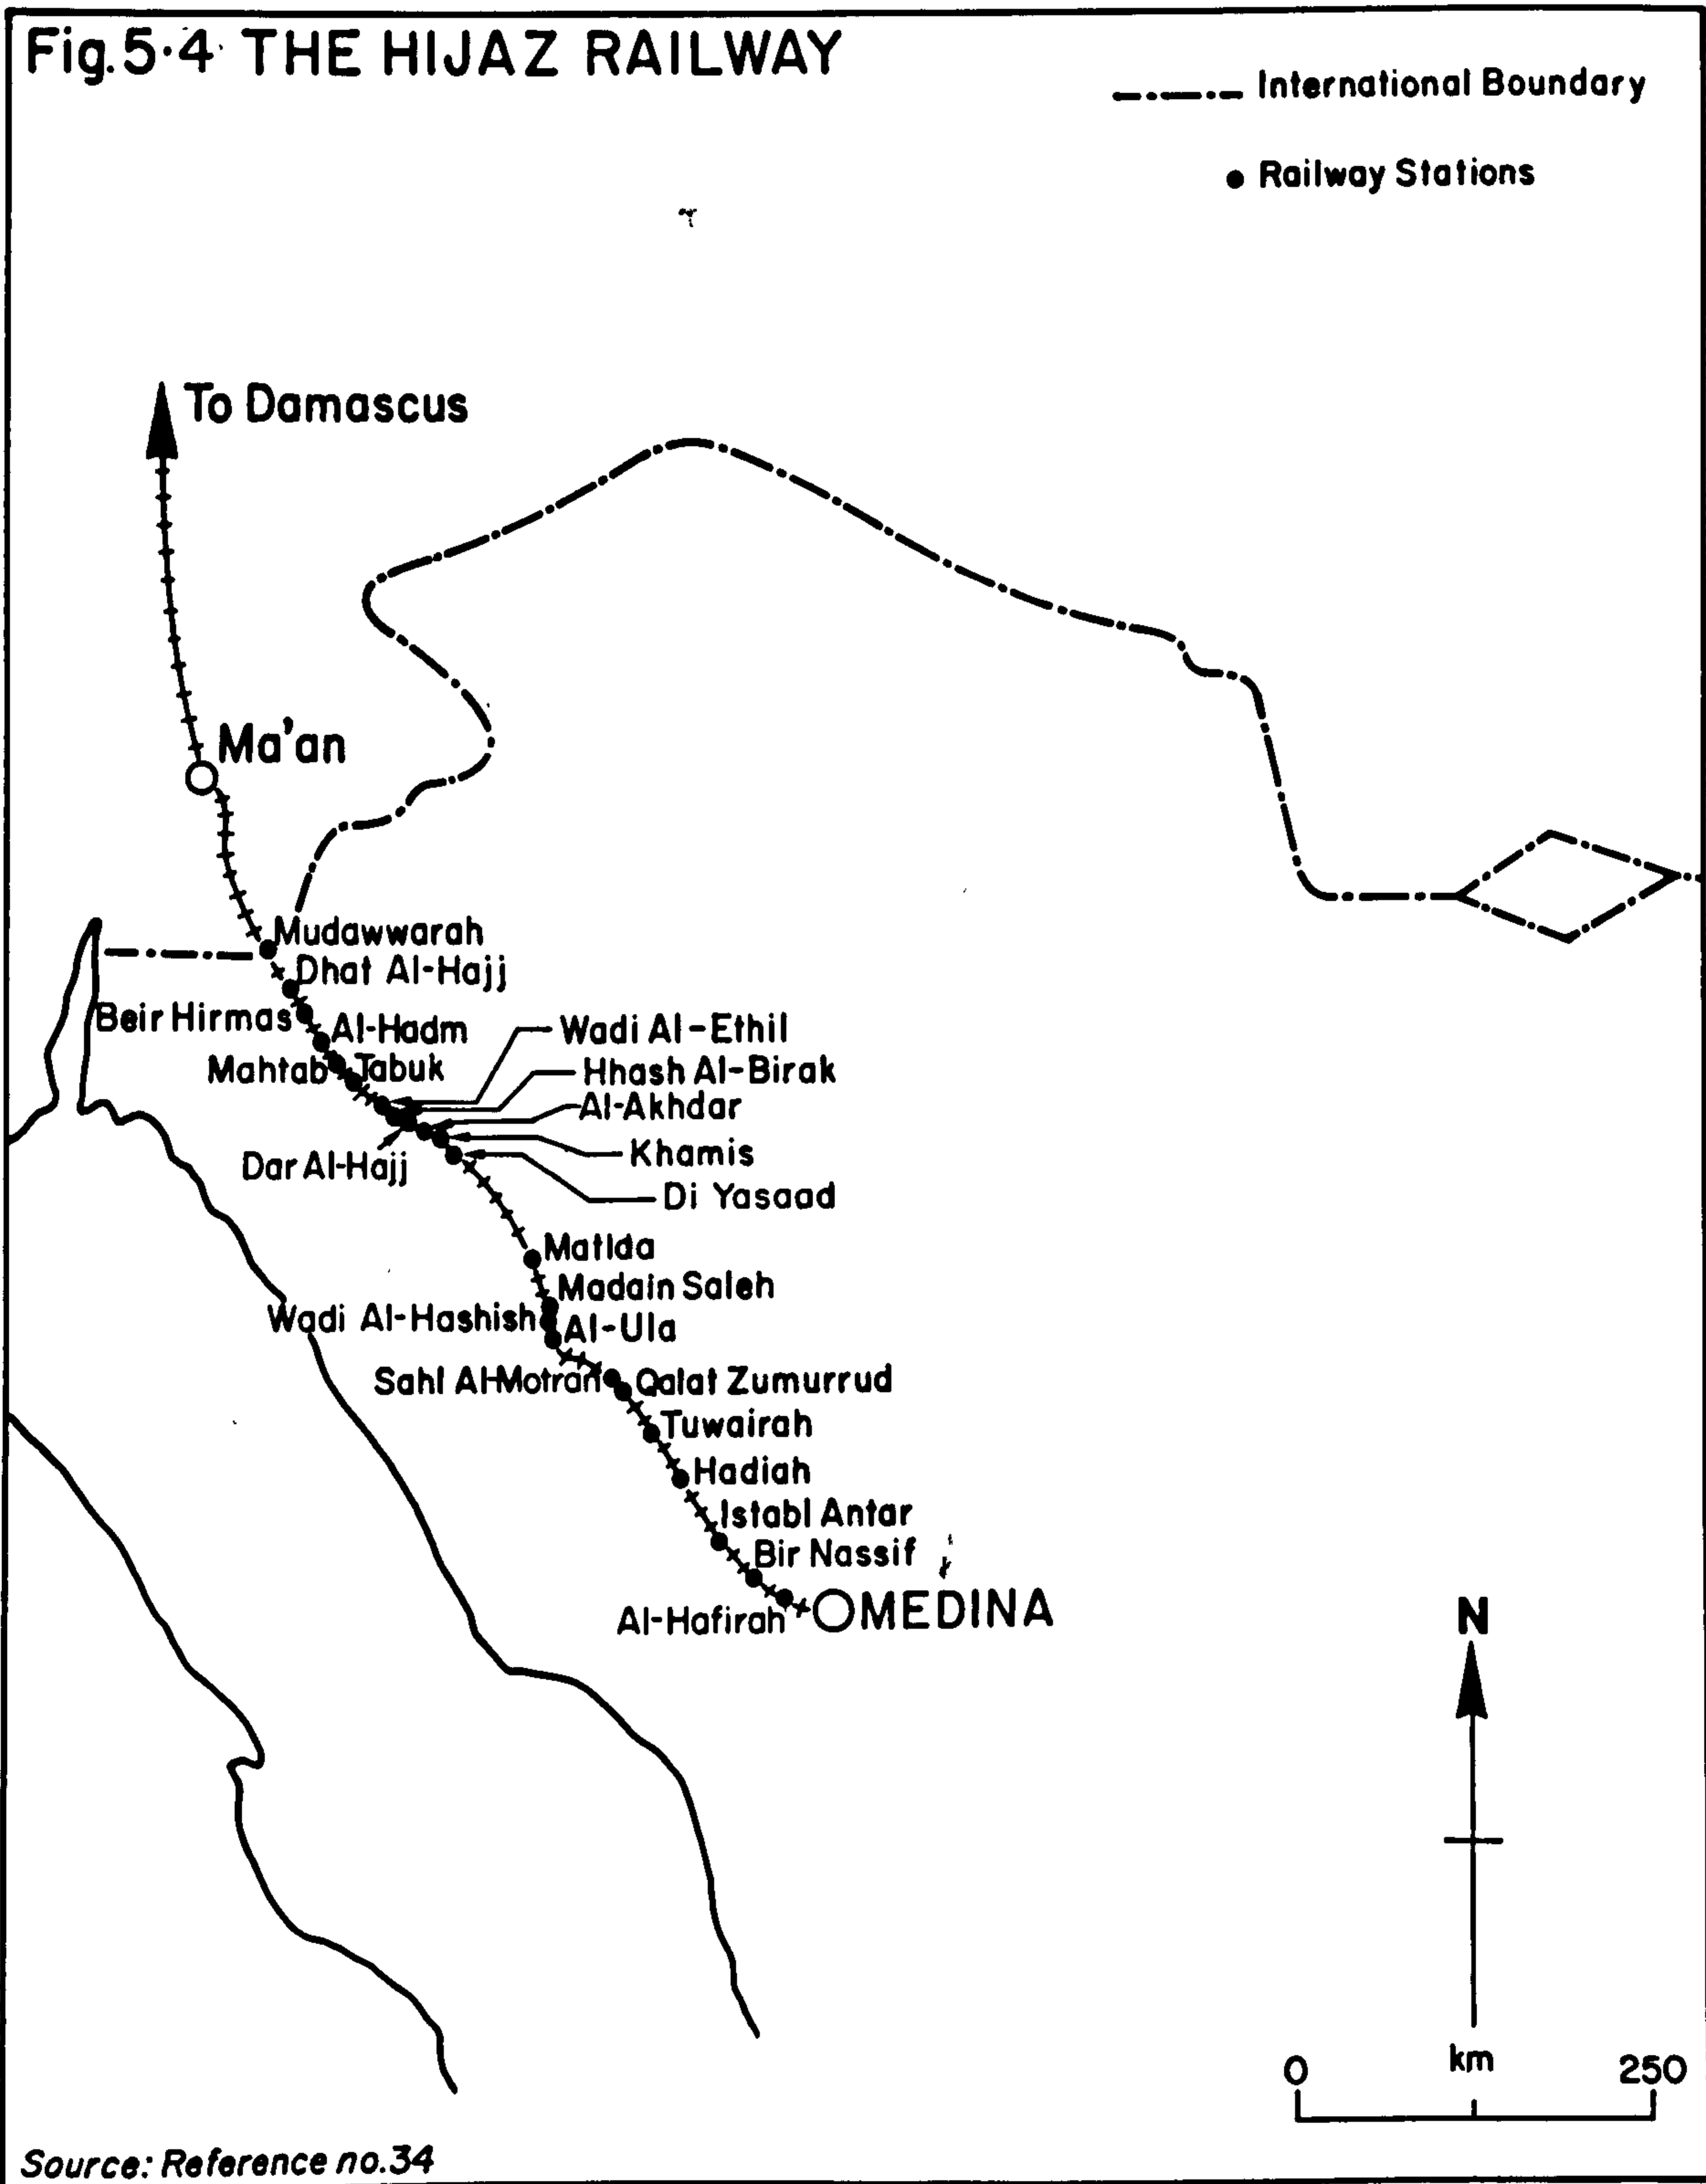 Fig.5·4 THE HIJAZ RAILWAY
International Boundary
Railway Stations
To Damascus
Ma'an
Mudawwarah
Dhat Al-Hajj
Beir Hirmas
Al-Hadm
Mahtab
Tabuk
Wadi Al-Ethil
Hhash Al-Birak
Al-Akhdar
Dar Al-Hajj
Khamis
Di Yasaad
Matlda
Madain Saleh
Wadi Al-Hashish
Al-Ula
Sahl Al-Motran
Qalat Zumurrud
Tuwairah
Hadiah
Istabl Antar
Bir Nassif
Al-Hafirah
MEDINA
N
0 km 250
Source: Reference no.34